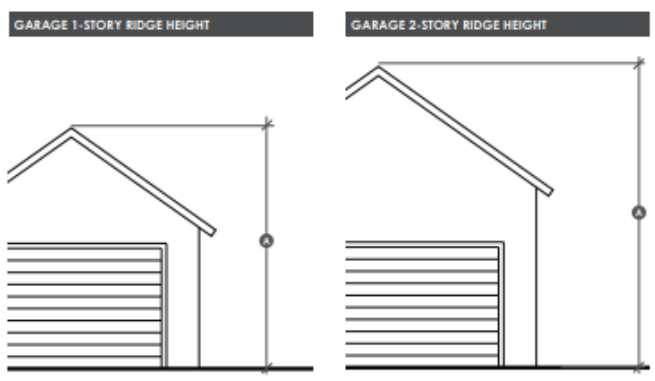 GARAGE 1-STORY RIDGE HEIGHT
GARAGE 2-STORY RIDGE HEIGHT
A
A